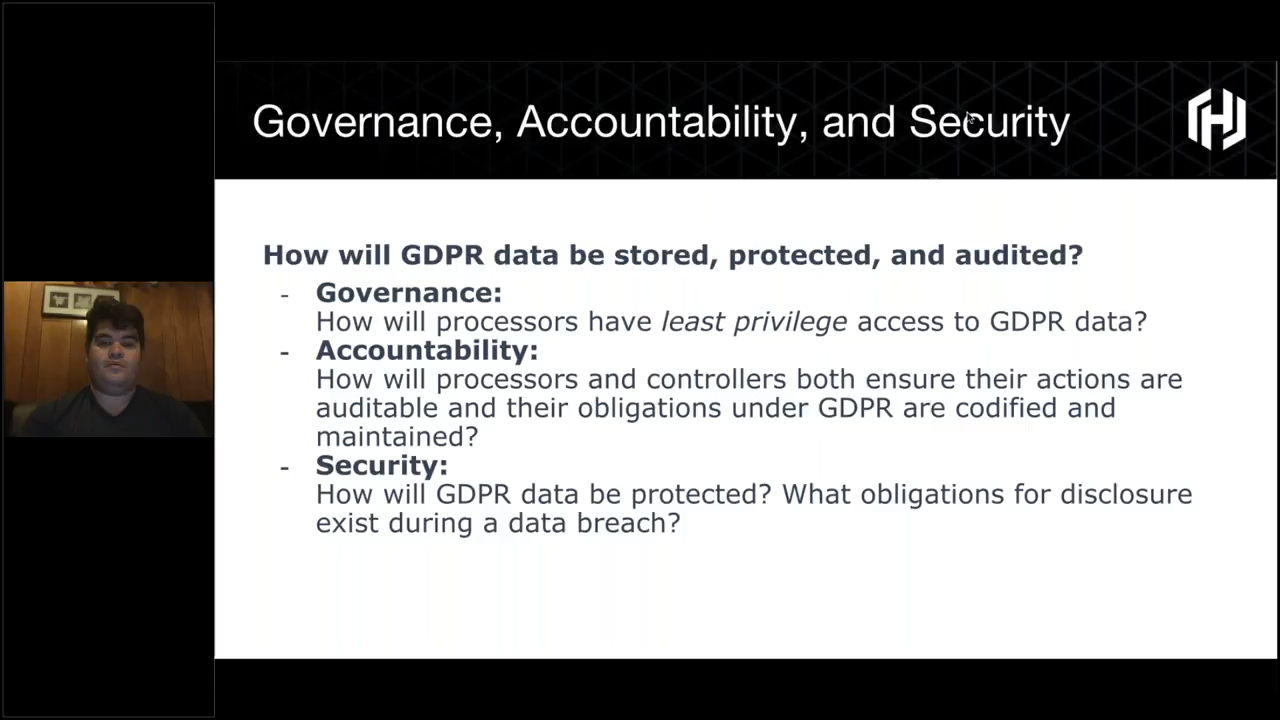 Governance, Accountability, and Security
How will GDPR data be stored, protected, and audited?
- Governance:
How will processors have least privilege access to GDPR data?
- Accountability:
How will processors and controllers both ensure their actions are
auditable and their obligations under GDPR are codified and
maintained?
- Security:
How will GDPR data be protected? What obligations for disclosure
exist during a data breach?